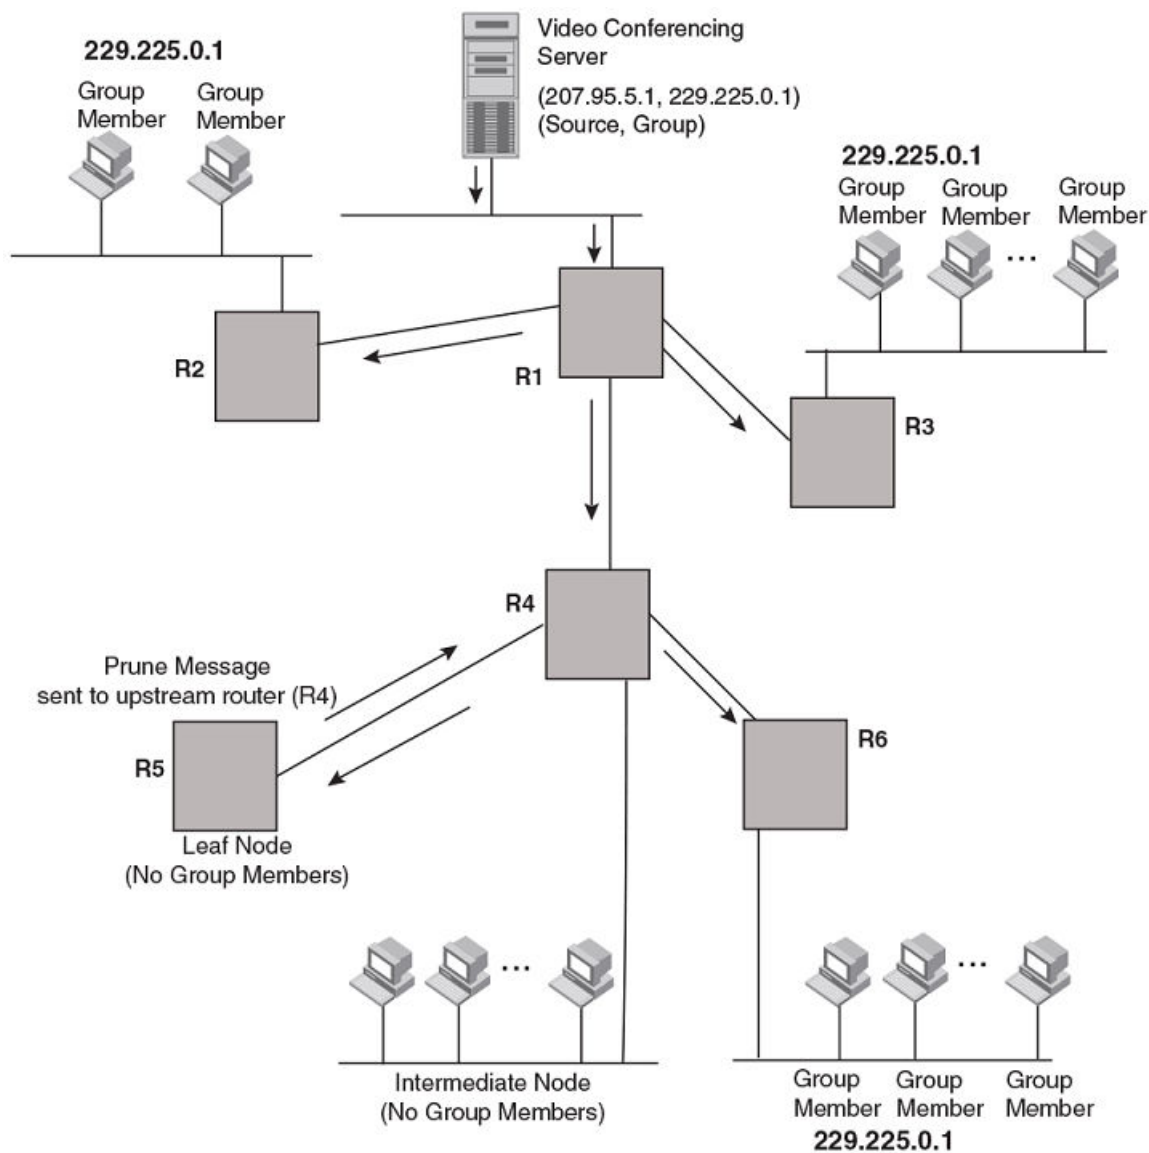 229.225.0.1
Group
Member
Group
Member
Video Conferencing
Server
(207.95.5.1, 229.225.0.1)
(Source, Group)
229.225.0.1
Group
Member
Group
Member
Group
Member
...
R2
R1
R3
R4
Prune Message
sent to upstream router (R4)
R5
Leaf Node
(No Group Members)
R6
...
Intermediate Node
(No Group Members)
...
Group
Member
Group
Member
Group
Member
229.225.0.1